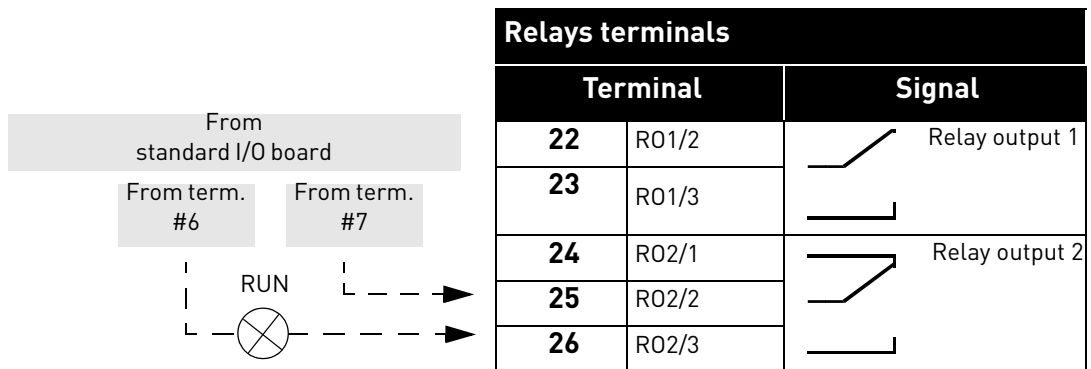 Relays terminals
Terminal Signal
From
standard I/O board
From term.
#6
From term.
#7
RUN
22 RO1/2 Relay output 1
23 RO1/3
24 RO2/1 Relay output 2
25 RO2/2
26 RO2/3